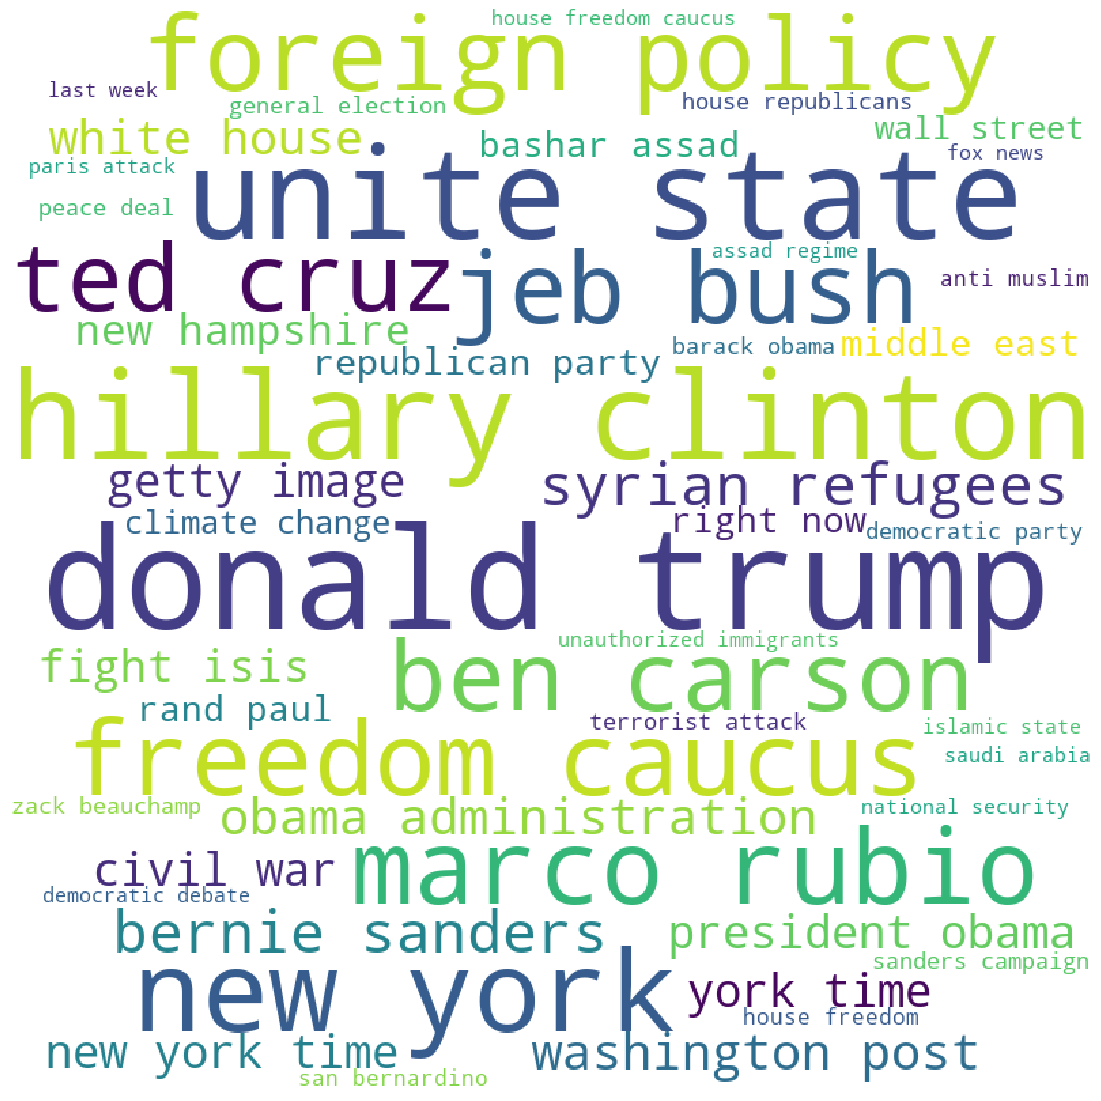 house freedom caucus
foreign policy
last week
general election
house republicans
white house
bashar assad
wall street
paris attack
unite state
fox news
peace deal
ted cruz
jeb bush
assad regime
anti muslim
new hampshire
republican party
barack obama
middle east
hillary clinton
getty image
syrian refugees
climate change
right now
democratic party
donald trump
unauthorized immigrants
fight isis
ben carson
rand paul
terrorist attack
islamic state
freedom caucus
saudi arabia
zack beauchamp
obama administration
national security
civil war
marco rubio
democratic debate
bernie sanders
president obama
sanders campaign
new york
york time
house freedom
new york time
washington post
san bernardino